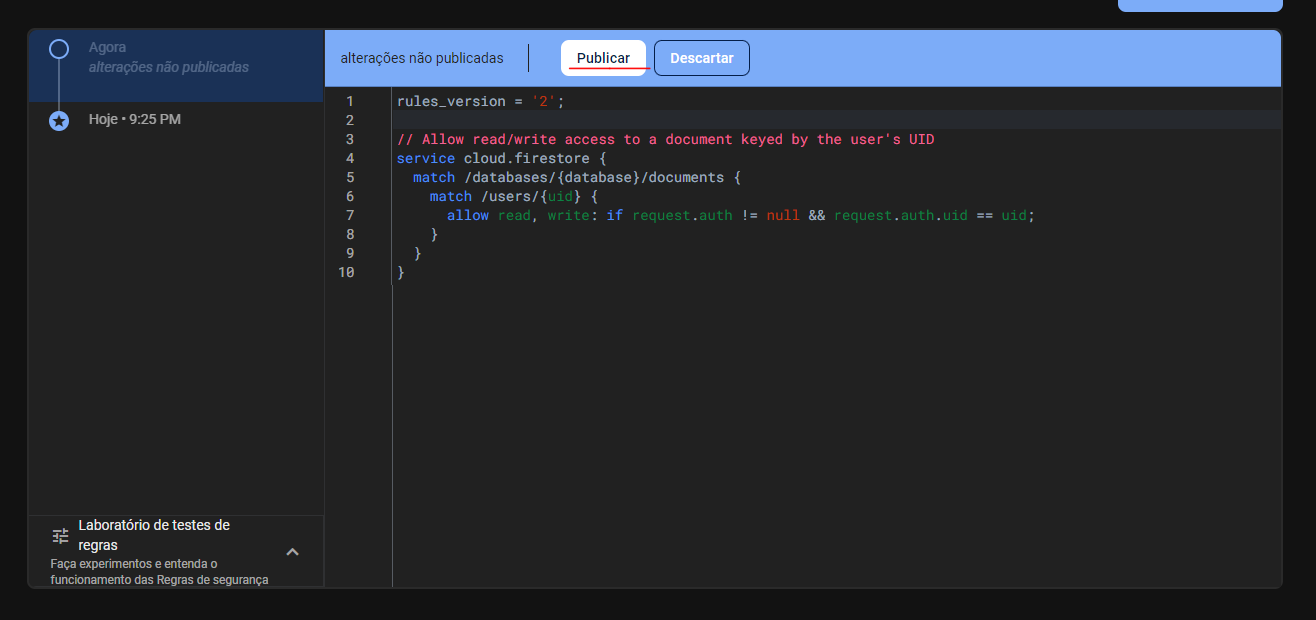 Agora
alterações não publicadas
Hoje • 9:25 PM
alterações não publicadas
Publicar
Descartar
1 rules_version = '2';
2
3 // Allow read/write access to a document keyed by the user's UID
4 service cloud.firestore {
5   match /databases/{database}/documents {
6     match /users/{uid} {
7       allow read, write: if request.auth != null && request.auth.uid == uid;
8     }
9   }
10 }
Laboratório de testes de
regras
Faça experimentos e entenda o
funcionamento das Regras de segurança